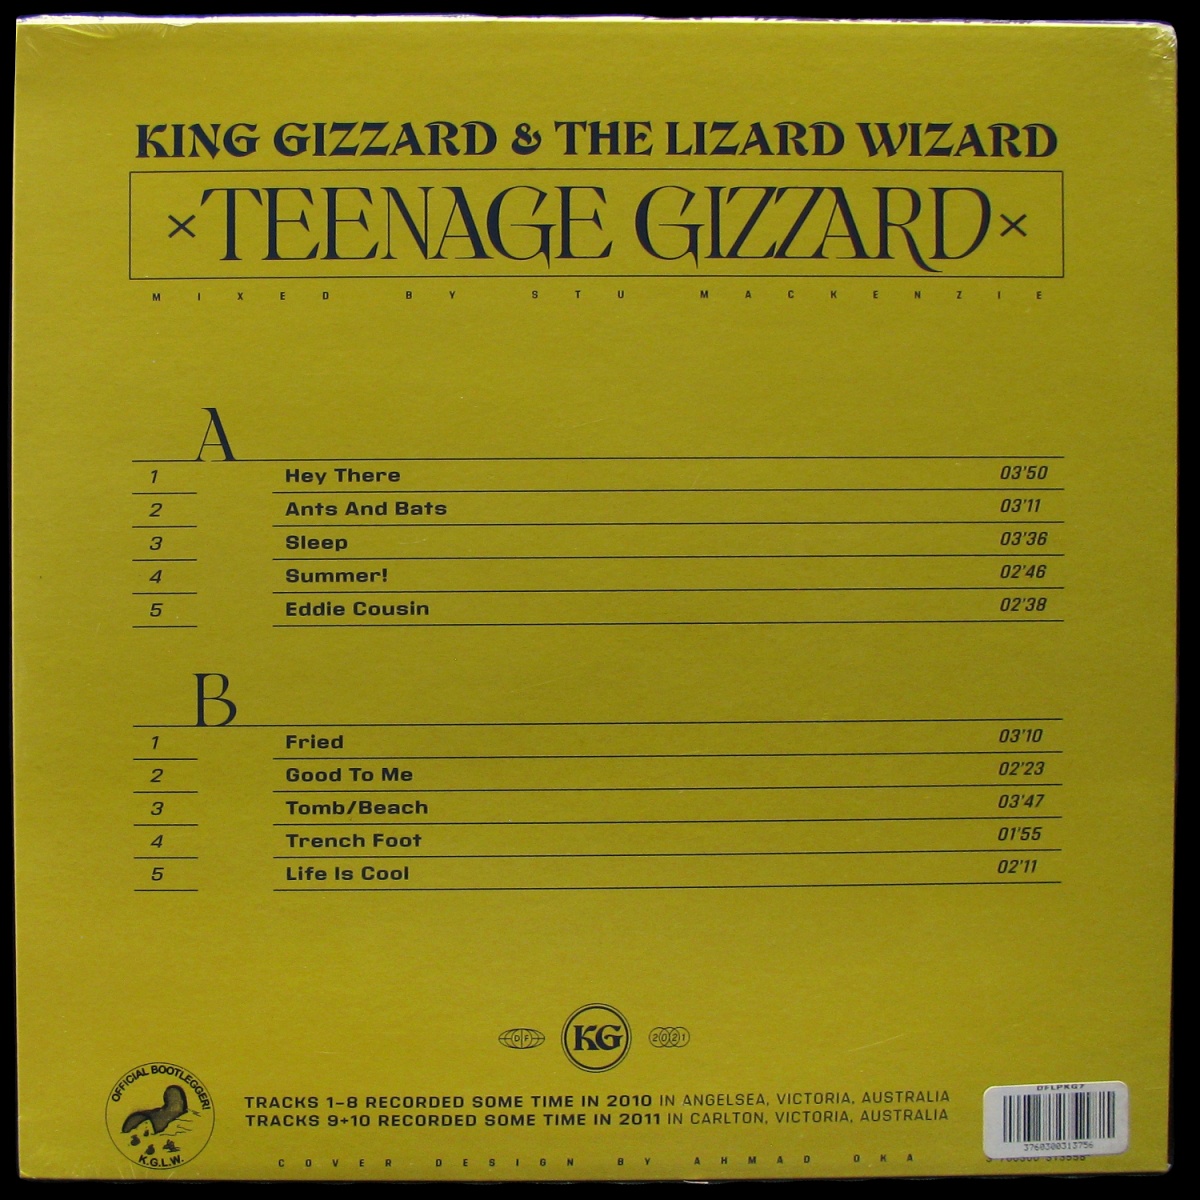 KING GIZZARD & THE LIZARD WIZARD
×TEENAGE GIZZARD×
MIXED BY STU MACKENZIE
A
1 Hey There 03'50
2 Ants And Bats 03'11
3 Sleep 03'36
4 Summer! 02'46
5 Eddie Cousin 02'38
B
1 Fried 03'10
2 Good To Me 02'23
3 Tomb/Beach 03'47
4 Trench Foot 01'55
5 Life Is Cool 02'11
DF KG 2021
OFFICIAL BOOTLEGGER!
K.G.L.W.
TRACKS 1–8 RECORDED SOME TIME IN 2010 IN ANGELSEA, VICTORIA, AUSTRALIA
TRACKS 9+10 RECORDED SOME TIME IN 2011 IN CARLTON, VICTORIA, AUSTRALIA
COVER DESIGN BY AHMAD OKA
DFLPKG7
3760300313756